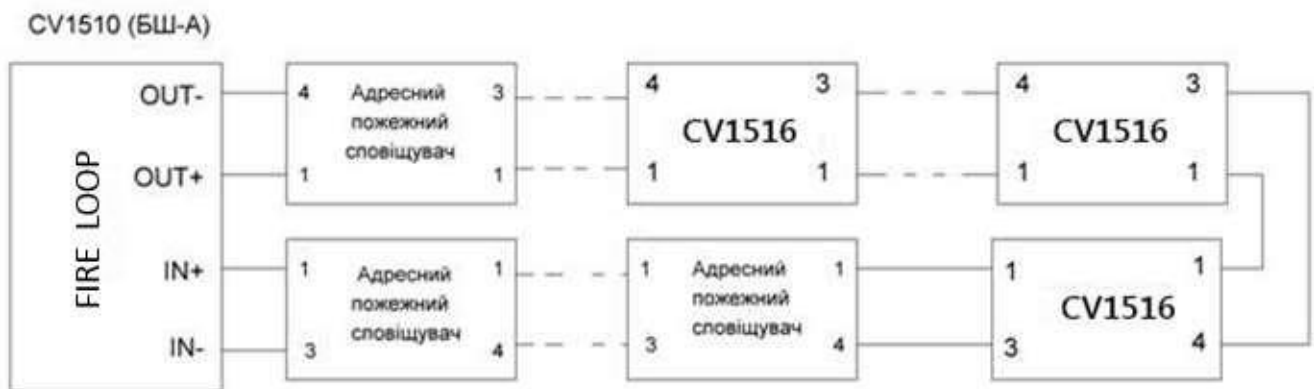 CV1510 (БШ-А)
FIRE LOOP
OUT-
OUT+
IN+
IN-
4 Адресний 3
пожежний
сповіщувач
1 1
4 3
CV1516
1 1
4 3
CV1516
1 1
1 Адресний 1
пожежний
сповіщувач
3 4
1 Адресний 1
пожежний
сповіщувач
3 4
1 1
CV1516
3 4